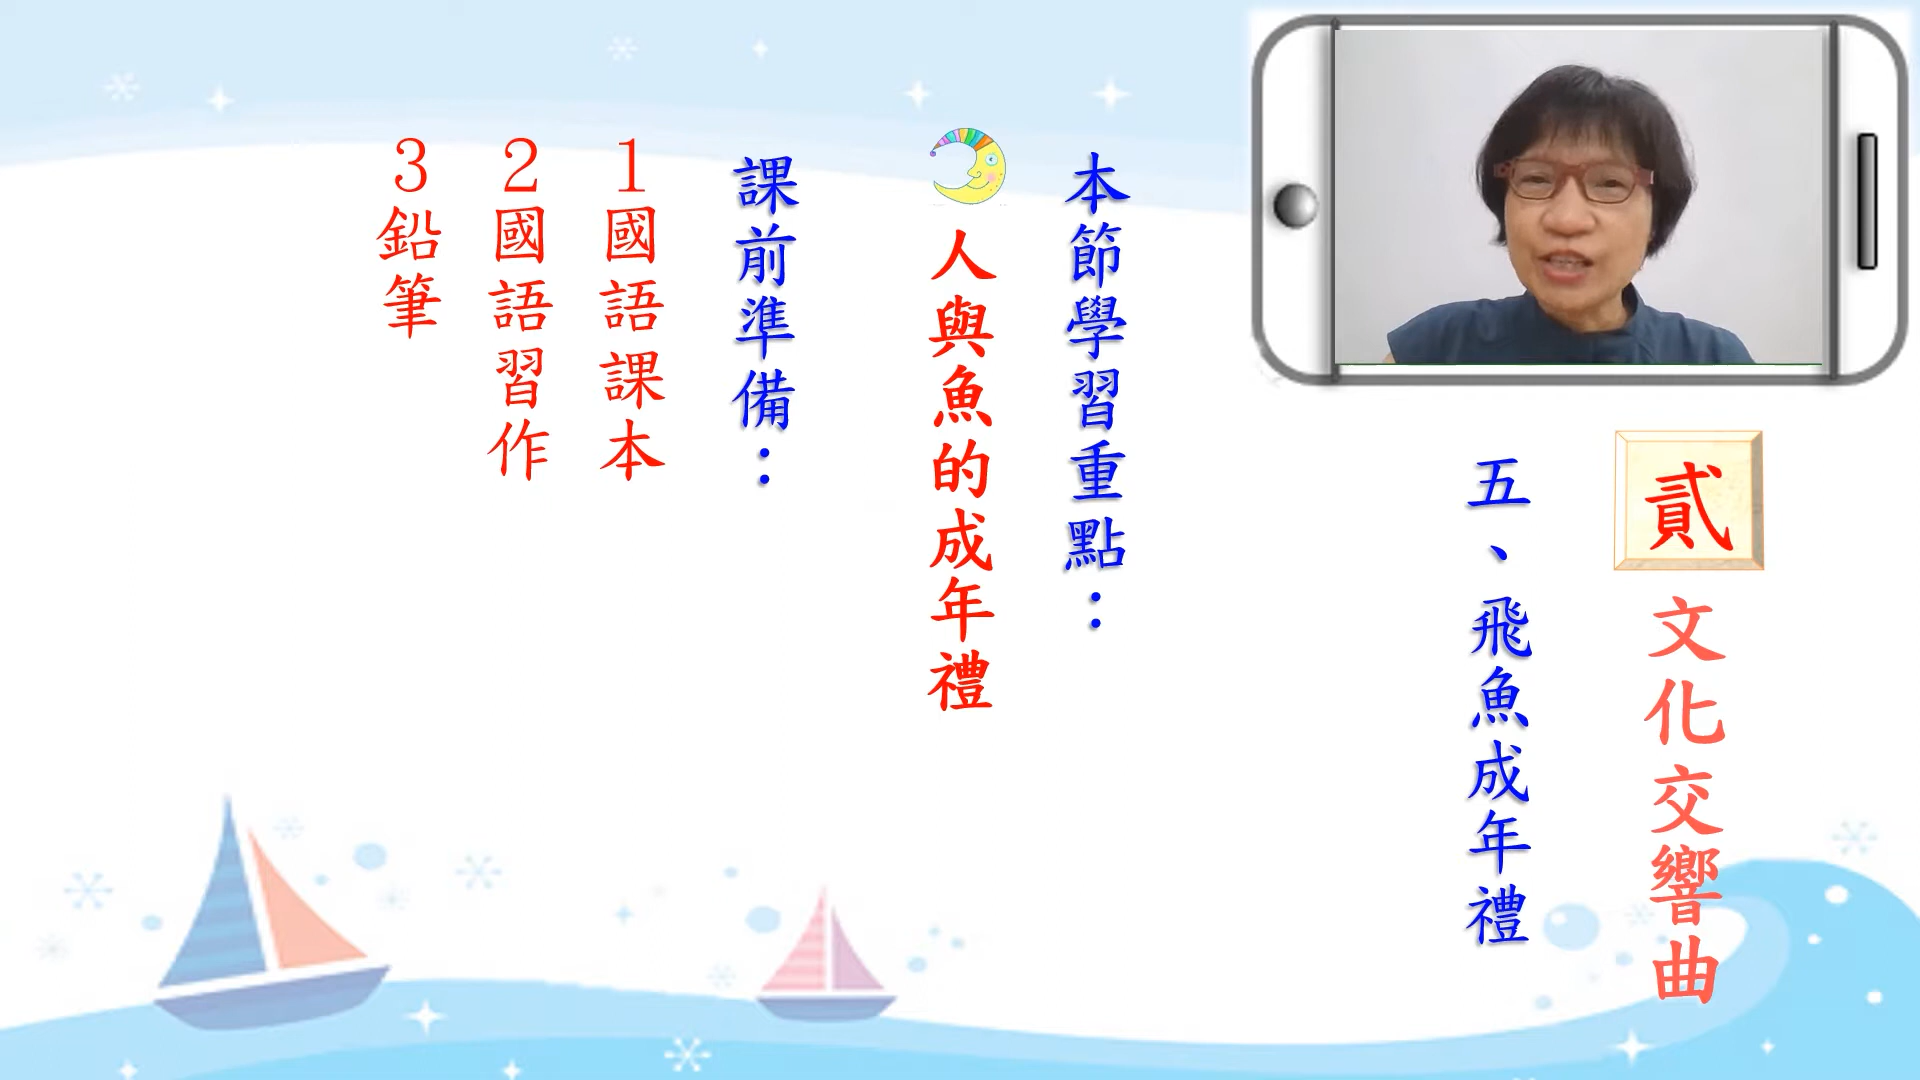 貳
文化交響曲
五、飛魚成年禮
本節學習重點：
人與魚的成年禮
課前準備：
1國語課本
2國語習作
3鉛筆